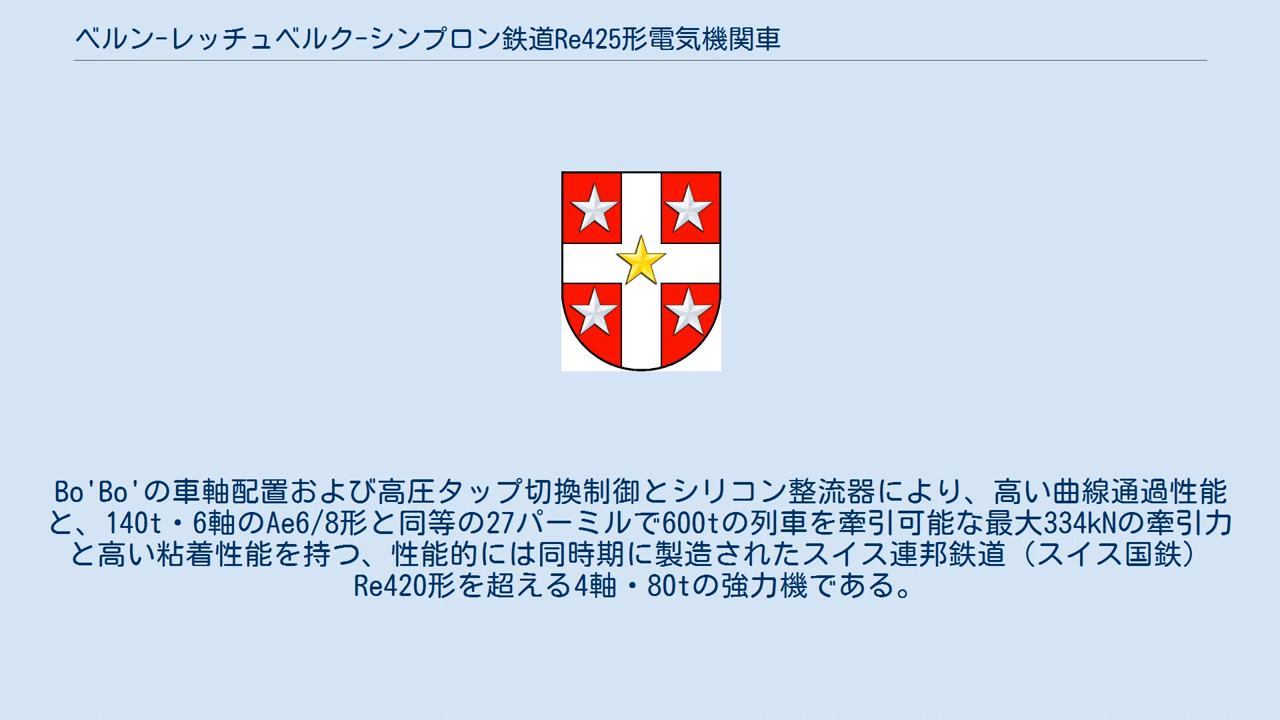 ベルン-レッチュベルク-シンプロン鉄道Re425形電気機関車
Bo'Bo'の車軸配置および高圧タップ切換制御とシリコン整流器により、高い曲線通過性能
と、140t・6軸のAe6/8形と同等の27パーミルで600tの列車を牽引可能な最大334kNの牽引力
と高い粘着性能を持つ、性能的には同時期に製造されたスイス連邦鉄道（スイス国鉄）
Re420形を超える4軸・80tの強力機である。